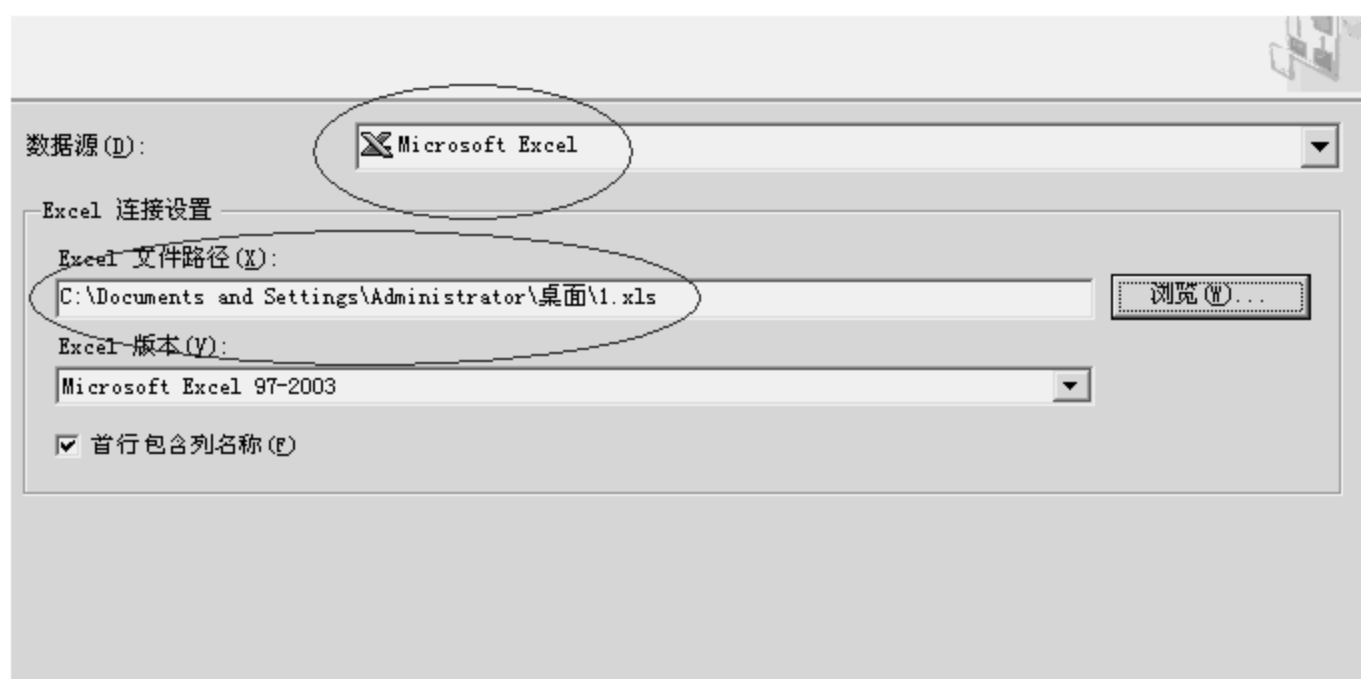 数据源(D):
Microsoft Excel
Excel 连接设置
Excel 文件路径(X):
C:\Documents and Settings\Administrator\桌面\1.xls
浏览(W)...
Excel 版本(V):
Microsoft Excel 97-2003
首行包含列名称(F)